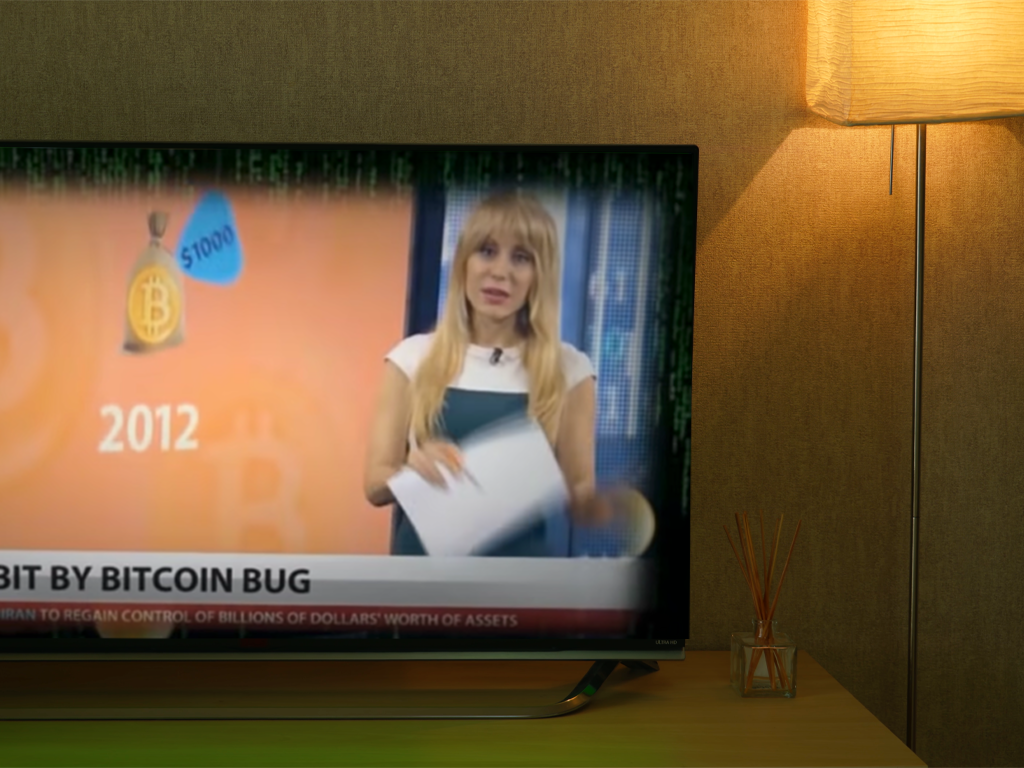 $1000
2012
BIT BY BITCOIN BUG
IRAN TO REGAIN CONTROL OF BILLIONS OF DOLLARS' WORTH OF ASSETS